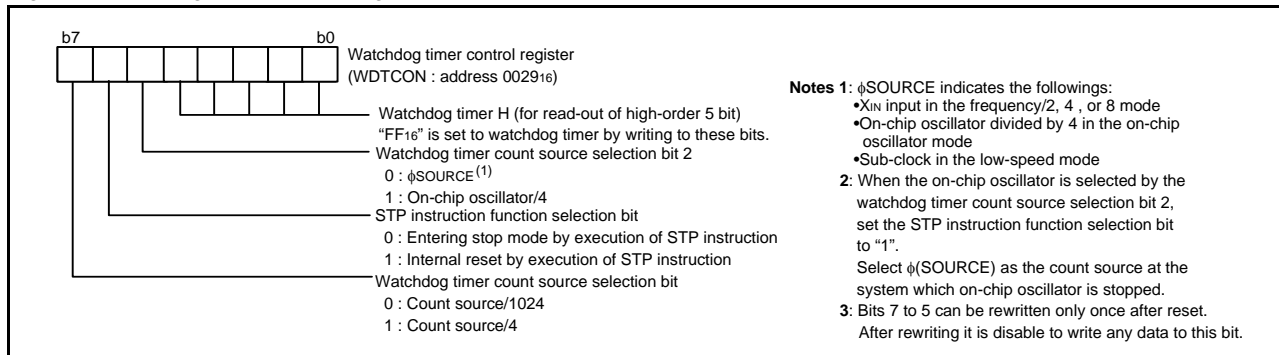 b7 b0
Watchdog timer control register
(WDTCON : address 002916)
Watchdog timer H (for read-out of high-order 5 bit)
“FF16” is set to watchdog timer by writing to these bits.
Watchdog timer count source selection bit 2
0 : ϕSOURCE(1)
1 : On-chip oscillator/4
STP instruction function selection bit
0 : Entering stop mode by execution of STP instruction
1 : Internal reset by execution of STP instruction
Watchdog timer count source selection bit
0 : Count source/1024
1 : Count source/4
Notes 1: ϕSOURCE indicates the followings:
•XIN input in the frequency/2, 4 , or 8 mode
•On-chip oscillator divided by 4 in the on-chip
oscillator mode
•Sub-clock in the low-speed mode
2: When the on-chip oscillator is selected by the
watchdog timer count source selection bit 2,
set the STP instruction function selection bit
to “1”.
Select ϕ(SOURCE) as the count source at the
system which on-chip oscillator is stopped.
3: Bits 7 to 5 can be rewritten only once after reset.
After rewriting it is disable to write any data to this bit.